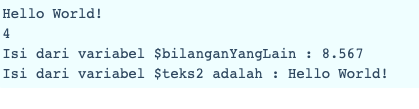 Hello World!
4
Isi dari variabel $bilanganYangLain : 8.567
Isi dari variabel $teks2 adalah : Hello World!